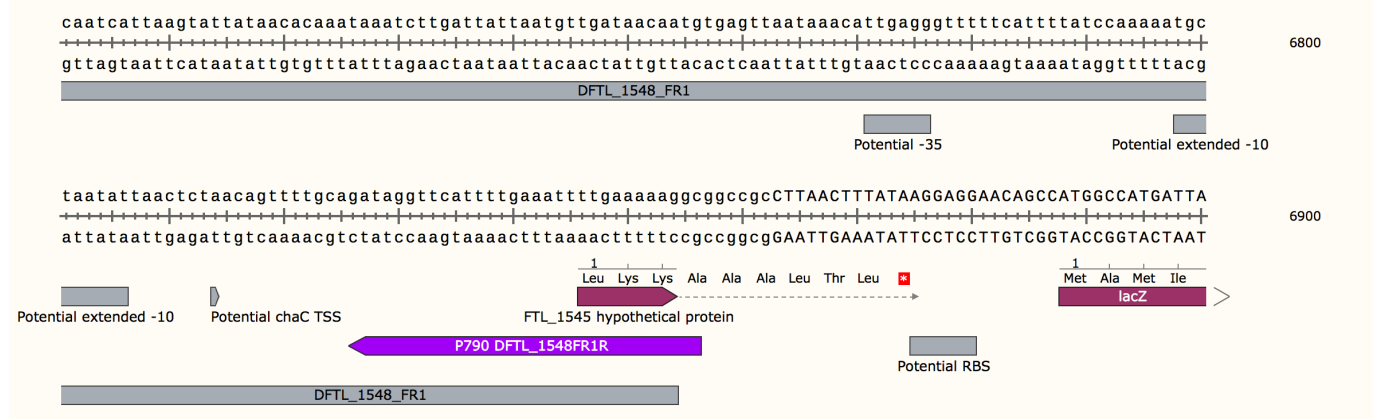 caatcattaagtattataacacaaataaatcttgattattaatgttgataacaatgtgagttaataaacattgagggtttttcattttatccaaaaatgc
6800
gttagtaattcataatattgtgtttatttagaactaataattacaactattgttacactcaattatttgtaactcccaaaaagtaaaataggtttttacg
DFTL_1548_FR1
Potential -35
Potential extended -10
taatattaactctaacagttttgcagataggttcattttgaaattttgaaaaaggcggccgcCTTAACTTTATAAGGAGGAACAGCCATGGCCATGATTA
6900
attataattgagattgtcaaaacgtctatccaagtaaaactttaaaactttttccgccggcgGAATTGAAATATTCCTCCTTGTCGGTACCGGTACTAAT
1 1
Leu Lys Lys Ala Ala Ala Leu Thr Leu * Met Ala Met Ile
lacZ
Potential extended -10 Potential chaC TSS FTL_1545 hypothetical protein
P790 DFTL_1548FR1R
Potential RBS
DFTL_1548_FR1